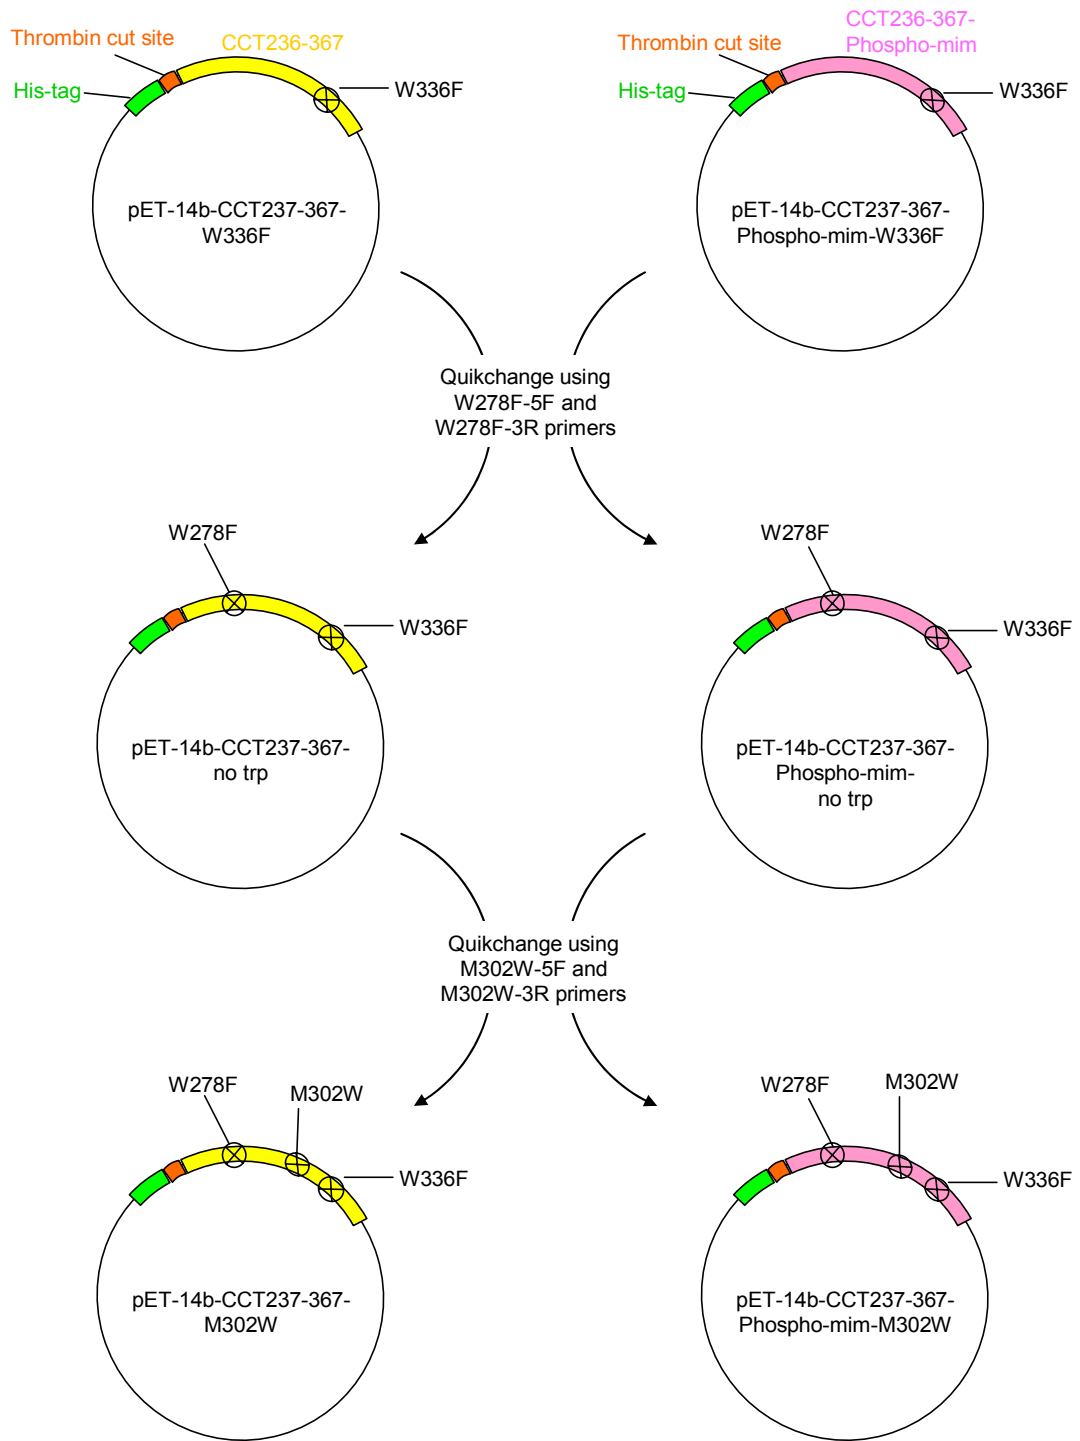 Thrombin cut site
CCT236-367
His-tag
W336F
pET-14b-CCT237-367-
W336F
CCT236-367-
Phospho-mim
Thrombin cut site
His-tag
W336F
pET-14b-CCT237-367-
Phospho-mim-W336F
Quikchange using
W278F-5F and
W278F-3R primers
W278F
W336F
pET-14b-CCT237-367-
no trp
W278F
W336F
pET-14b-CCT237-367-
Phospho-mim-
no trp
Quikchange using
M302W-5F and
M302W-3R primers
W278F
M302W
W336F
pET-14b-CCT237-367-
M302W
W278F
M302W
W336F
pET-14b-CCT237-367-
Phospho-mim-M302W